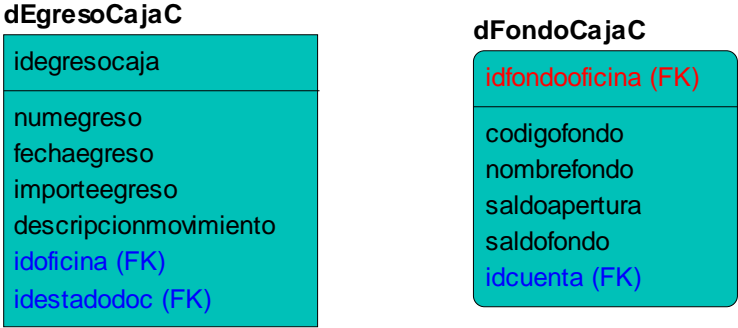 dEgresoCajaC
idegresocaja
numegreso
fechaegreso
importeegreso
descripcionmovimiento
idoficina (FK)
idestadodoc (FK)
dFondoCajaC
idfondooficina (FK)
codigofondo
nombrefondo
saldoapertura
saldofondo
idcuenta (FK)